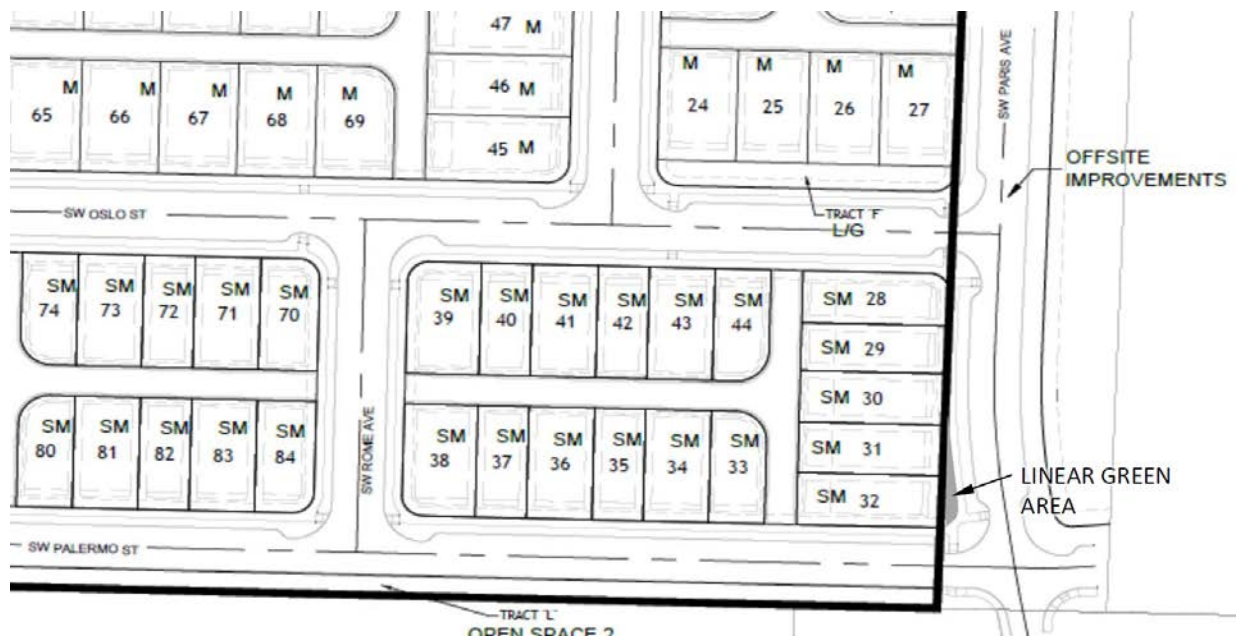 47 M
46 M
45 M
M M M M M
65 66 67 68 69
M M M M
24 25 26 27
SW PARIS AVE
OFFSITE
IMPROVEMENTS
SW OSLO ST
TRACT "F"
L/G
SM SM SM SM SM
74 73 72 71 70
SM SM SM SM SM SM
39 40 41 42 43 44
SM 28
SM 29
SM 30
SM 31
SM 32
SM SM SM SM SM
80 81 82 83 84
SW ROME AVE
SM SM SM SM SM SM
38 37 36 35 34 33
LINEAR GREEN
AREA
SW PALERMO ST
TRACT "L"
OPEN SPACE 2